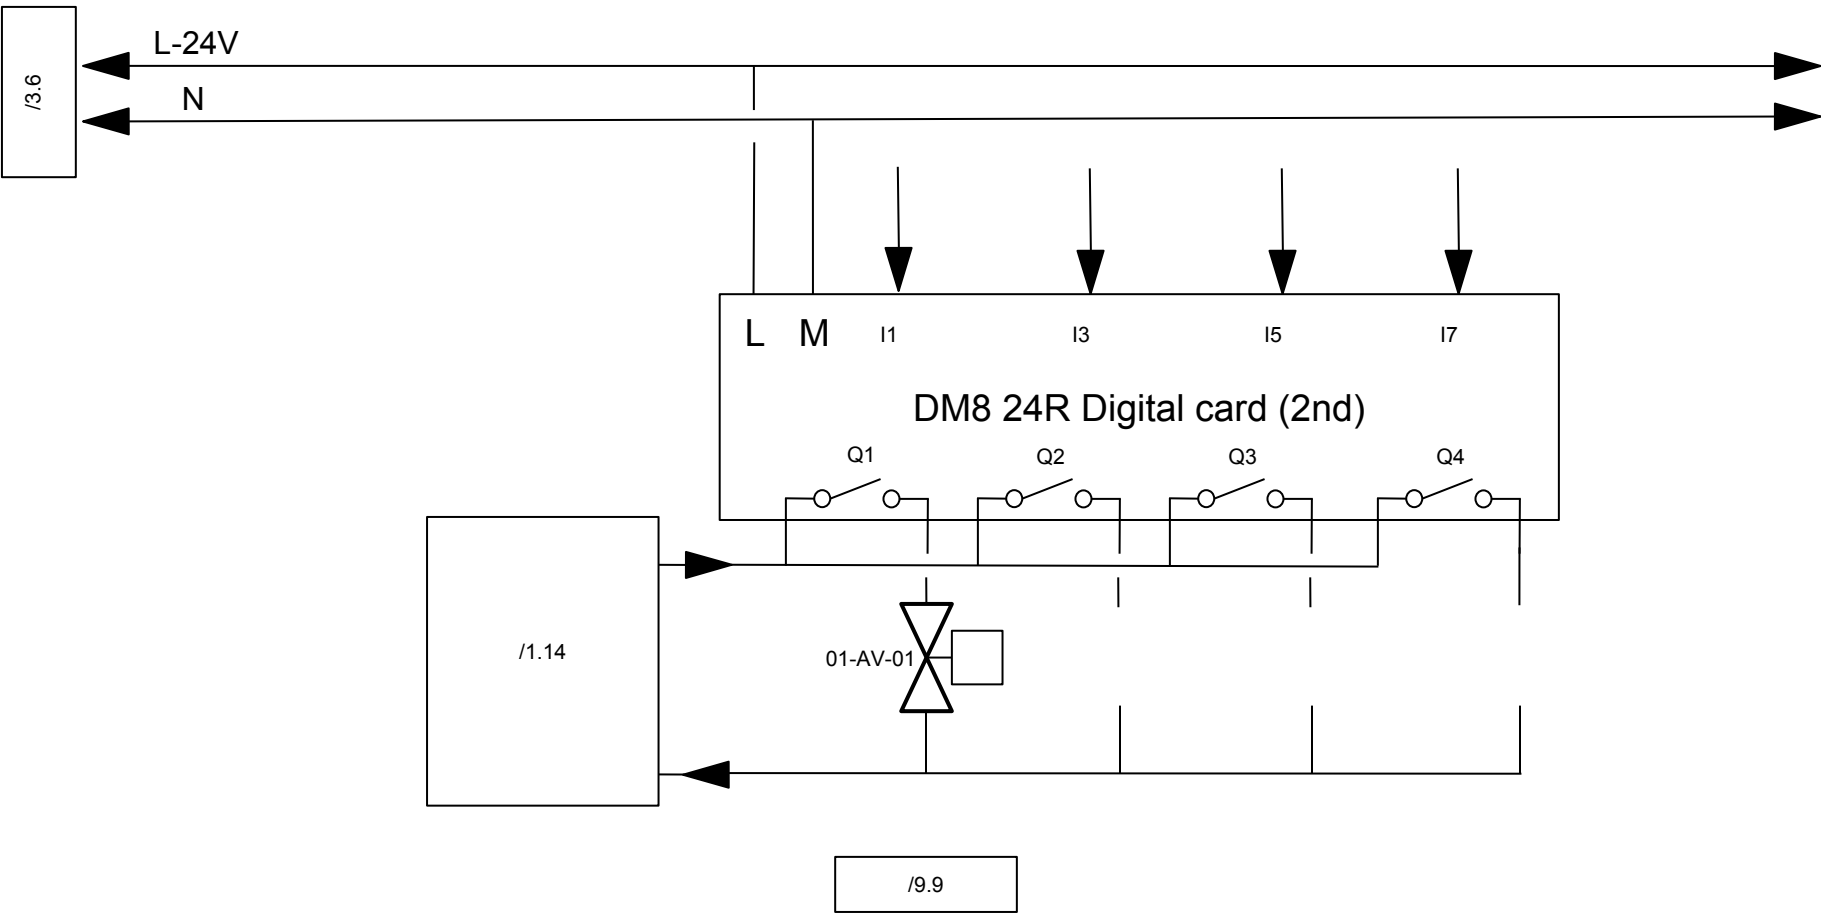 L-24V
/3.6
N
L M I1 I3 I5 I7
DM8 24R Digital card (2nd)
Q1 Q2 Q3 Q4
/1.14
01-AV-01
/9.9